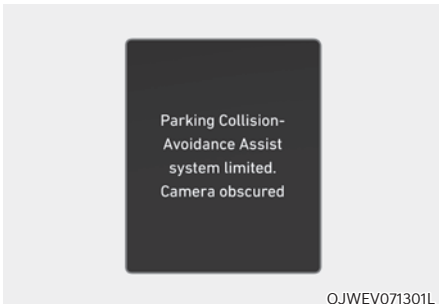 Parking Collision-
Avoidance Assist
system limited.
Camera obscured
OJWEV071301L